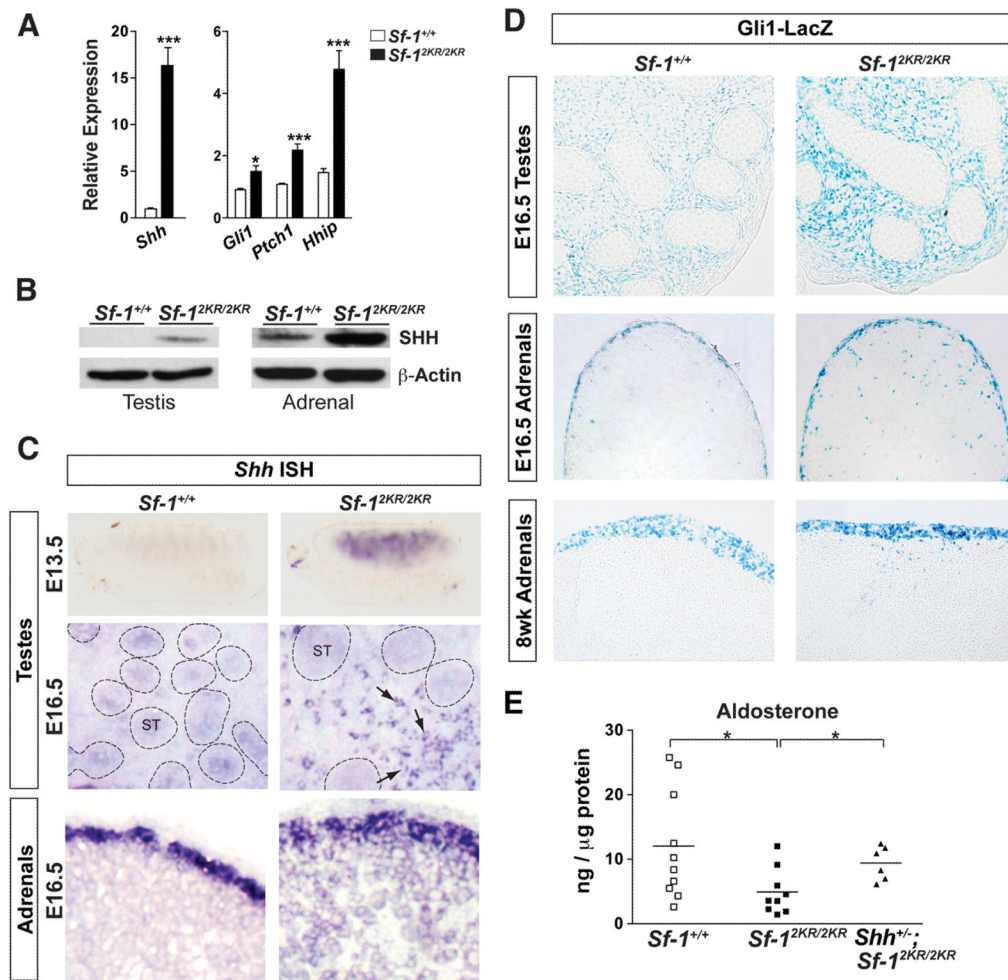 A
Relative Expression
20
15
10
5
0
***
Shh
6
4
2
0
*
***
***
Gli1
Ptch1
Hhip
Sf-1+/+
Sf-12KR/2KR
B
Sf-1+/+ Sf-12KR/2KR Sf-1+/+ Sf-12KR/2KR
SHH
β-Actin
Testis Adrenal
C
Shh ISH
Sf-1+/+ Sf-12KR/2KR
Testes
E13.5
E16.5
ST
ST
Adrenals
E16.5
D
Gli1-LacZ
Sf-1+/+ Sf-12KR/2KR
E16.5 Testes
E16.5 Adrenals
8wk Adrenals
E
Aldosterone
ng / μg protein
30
20
10
0
*
*
Sf-1+/+
Sf-12KR/2KR
Shh+/-;
Sf-12KR/2KR